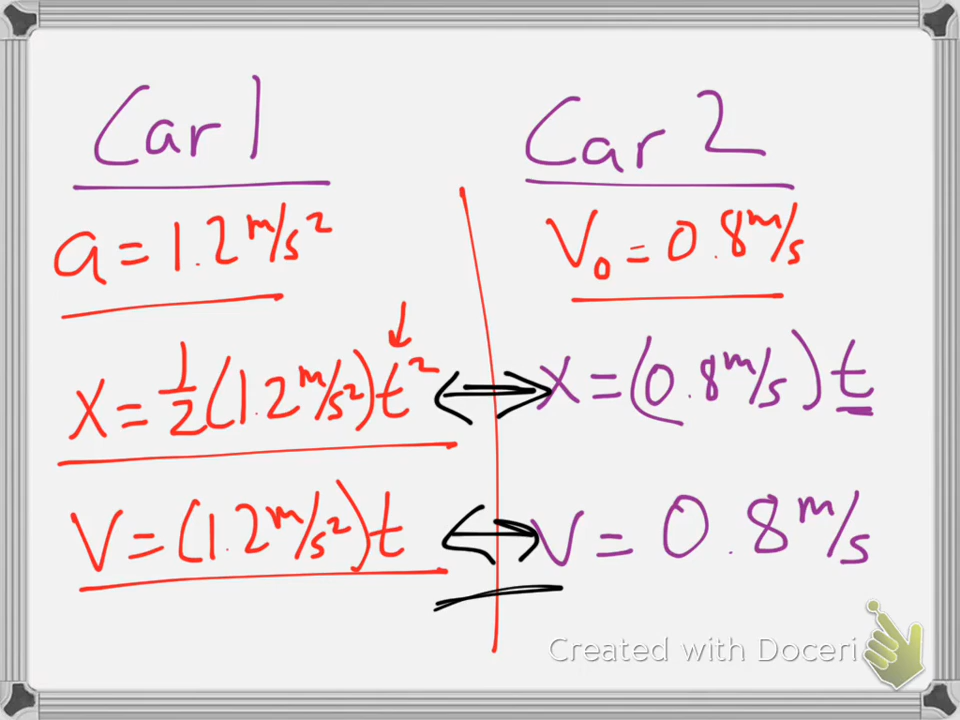 Car 1
Car 2
a = 1.2 m/s²
V₀ = 0.8 m/s
x = 1/2 (1.2 m/s²) t²
x = (0.8 m/s) t
V = (1.2 m/s²) t
V = 0.8 m/s
Created with Doceri